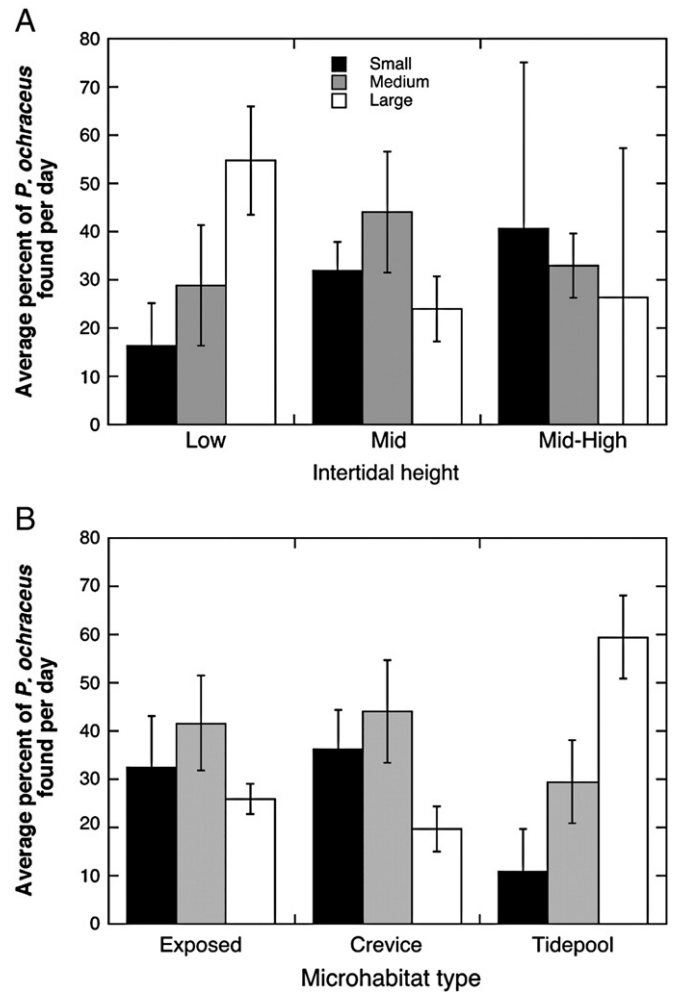 A
80
70
60
50
40
30
20
10
0
Average percent of P. ochraceus
found per day
Small
Medium
Large
Low Mid Mid-High
Intertidal height
B
80
70
60
50
40
30
20
10
0
Average percent of P. ochraceus
found per day
Exposed Crevice Tidepool
Microhabitat type